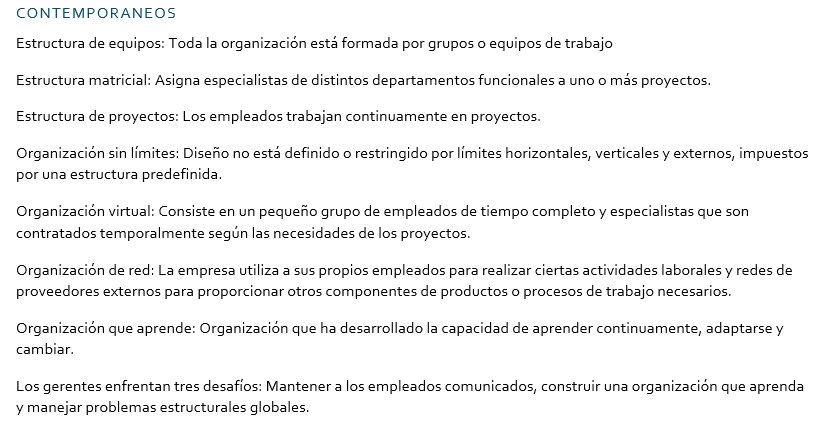 CONTEMPORANEOS
Estructura de equipos: Toda la organización está formada por grupos o equipos de trabajo
Estructura matricial: Asigna especialistas de distintos departamentos funcionales a uno o más proyectos.
Estructura de proyectos: Los empleados trabajan continuamente en proyectos.
Organización sin límites: Diseño no está definido o restringido por límites horizontales, verticales y externos, impuestos
por una estructura predefinida.
Organización virtual: Consiste en un pequeño grupo de empleados de tiempo completo y especialistas que son
contratados temporalmente según las necesidades de los proyectos.
Organización de red: La empresa utiliza a sus propios empleados para realizar ciertas actividades laborales y redes de
proveedores externos para proporcionar otros componentes de productos o procesos de trabajo necesarios.
Organización que aprende: Organización que ha desarrollado la capacidad de aprender continuamente, adaptarse y
cambiar.
Los gerentes enfrentan tres desafíos: Mantener a los empleados comunicados, construir una organización que aprenda
y manejar problemas estructurales globales.